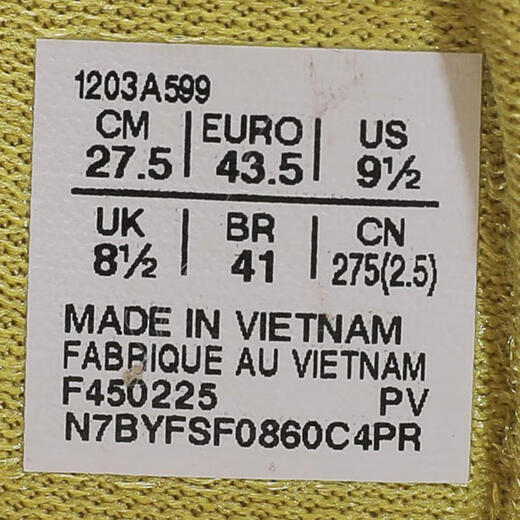 1203A599
CM | EURO | US
27.5 | 43.5 | 9½
UK | BR | CN
8½ | 41 | 275(2.5)
MADE IN VIETNAM
FABRIQUE AU VIETNAM
F450225 PV
N7BYFSF0860C4PR